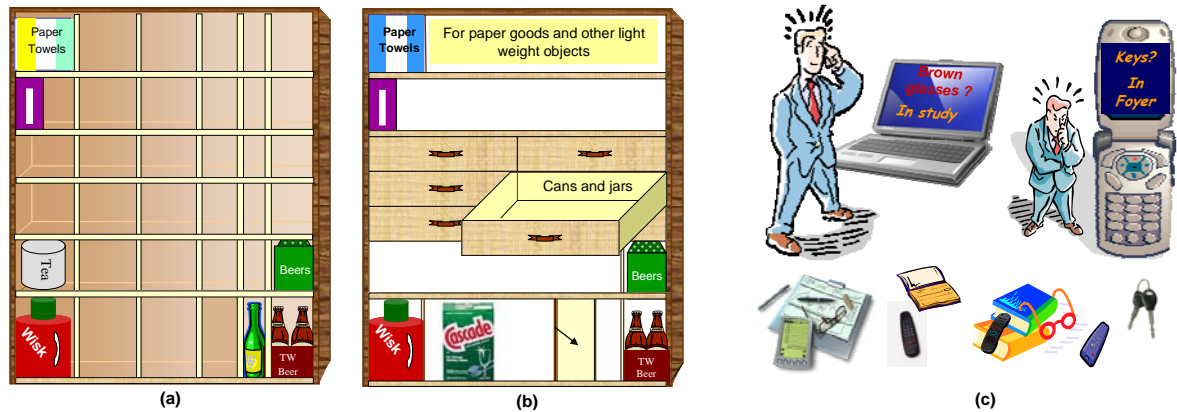 Paper
Towels
Tea
Beers
Wisk
TW
Beer
(a)
Paper
Towels
For paper goods and other light
weight objects
Cans and jars
Beers
Wisk
Cascade
TW
Beer
(b)
Brown
glasses ?
In study
Keys?
In
Foyer
(c)